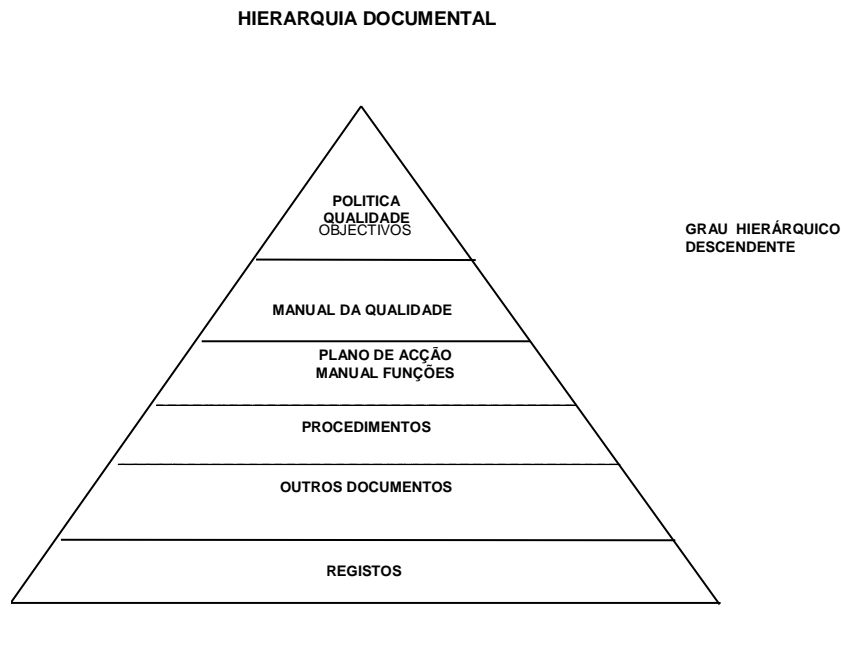 HIERARQUIA DOCUMENTAL
POLITICA
QUALIDADE
OBJECTIVOS
GRAU HIERÁRQUICO
DESCENDENTE
MANUAL DA QUALIDADE
PLANO DE ACÇÃO
MANUAL FUNÇÕES
PROCEDIMENTOS
OUTROS DOCUMENTOS
REGISTOS